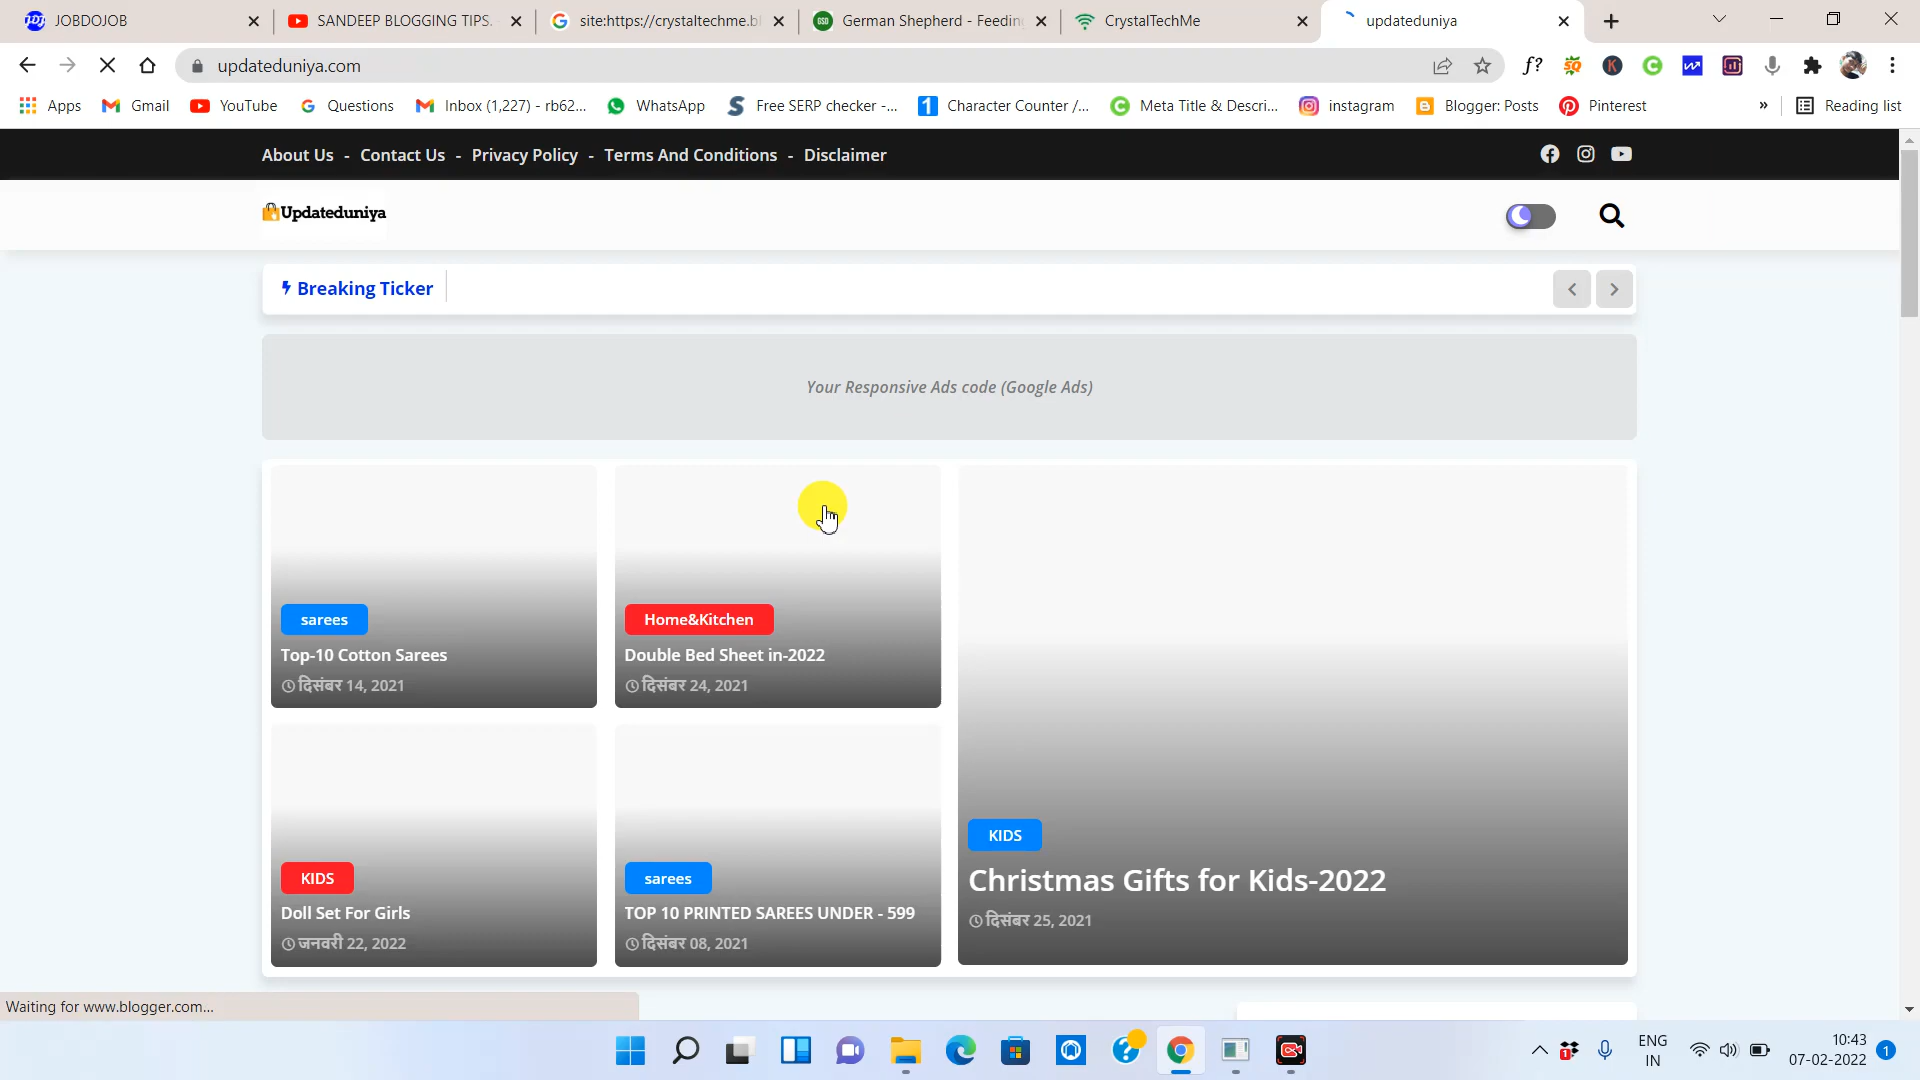 JOBDOJOB
SANDEEP BLOGGING TIPS.
site:https://crystaltechme.bl
German Shepherd - Feeding
CrystalTechMe
updateduniya
updateduniya.com
Apps
Gmail
YouTube
Questions
Inbox (1,227) - rb62...
WhatsApp
Free SERP checker -...
Character Counter /...
Meta Title & Descri...
instagram
Blogger: Posts
Pinterest
»
Reading list
About Us - Contact Us - Privacy Policy - Terms And Conditions - Disclaimer
Updateduniya
Breaking Ticker
Your Responsive Ads code (Google Ads)
sarees
Top-10 Cotton Sarees
दिसंबर 14, 2021
Home&Kitchen
Double Bed Sheet in-2022
दिसंबर 24, 2021
KIDS
Doll Set For Girls
जनवरी 22, 2022
sarees
TOP 10 PRINTED SAREES UNDER - 599
दिसंबर 08, 2021
KIDS
Christmas Gifts for Kids-2022
दिसंबर 25, 2021
Waiting for www.blogger.com...
ENG
IN
10:43
07-02-2022
1